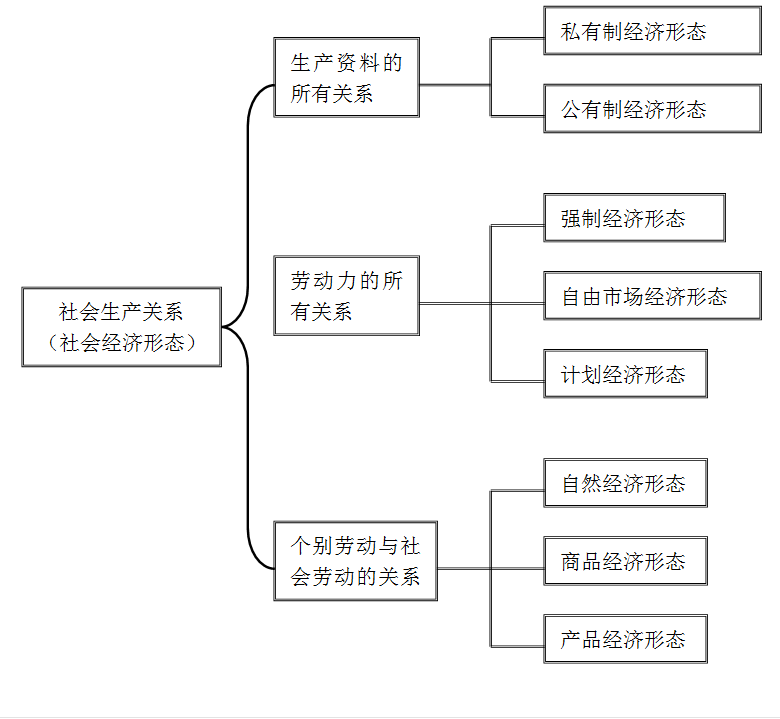 社会生产关系
（社会经济形态）
生产资料的
所有关系
私有制经济形态
公有制经济形态
劳动力的所
有关系
强制经济形态
自由市场经济形态
计划经济形态
个别劳动与社
会劳动的关系
自然经济形态
商品经济形态
产品经济形态